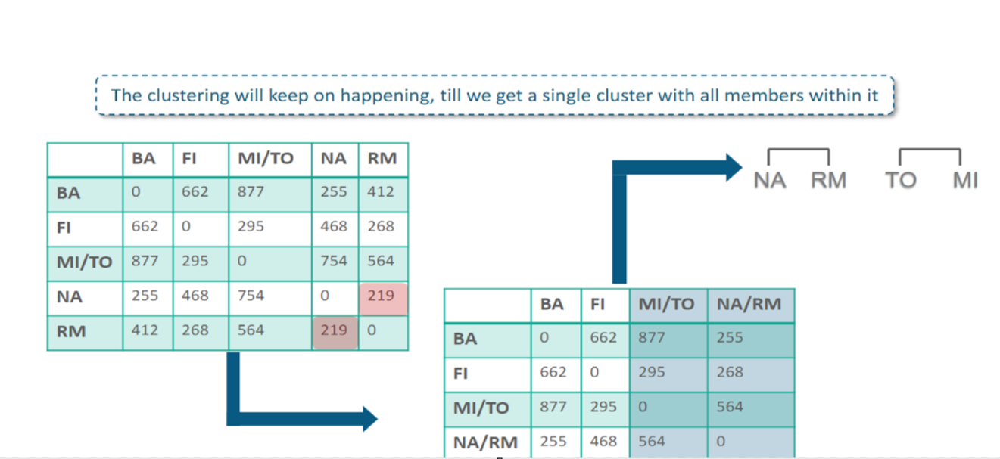 The clustering will keep on happening, till we get a single cluster with all members within it
BA FI MI/TO NA RM
BA 0 662 877 255 412
FI 662 0 295 468 268
MI/TO 877 295 0 754 564
NA 255 468 754 0 219
RM 412 268 564 219 0
NA RM TO MI
BA FI MI/TO NA/RM
BA 0 662 877 255
FI 662 0 295 268
MI/TO 877 295 0 564
NA/RM 255 468 564 0